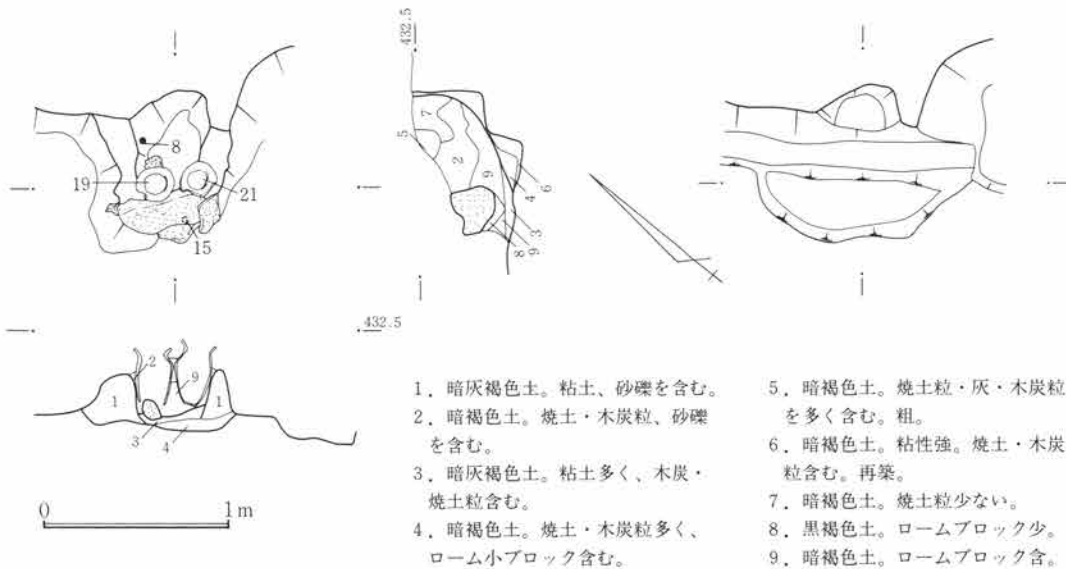 432.5
8
19
21
15
7
5
2
9
6
4
3
8
9
432.5
2
9
1
1
3
4
0
1m
1．暗灰褐色土。粘土、砂礫を含む。
2．暗褐色土。焼土・木炭粒、砂礫
を含む。
3．暗灰褐色土。粘土多く、木炭・
焼土粒含む。
4．暗褐色土。焼土・木炭粒多く、
ローム小ブロック含む。
5．暗褐色土。焼土粒・灰・木炭粒
を多く含む。粗。
6．暗褐色土。粘性強。焼土・木炭
粒含む。再築。
7．暗褐色土。焼土粒少ない。
8．黒褐色土。ロームブロック少。
9．暗褐色土。ロームブロック含。